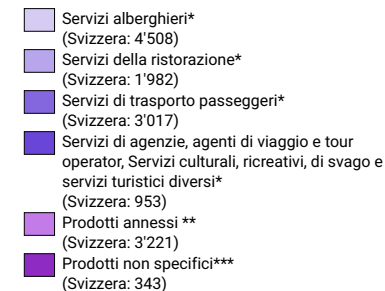 Servizi alberghieri*
(Svizzera: 4'508)
Servizi della ristorazione*
(Svizzera: 1'982)
Servizi di trasporto passeggeri*
(Svizzera: 3'017)
Servizi di agenzie, agenti di viaggio e tour
operator, Servizi culturali, ricreativi, di svago e
servizi turistici diversi*
(Svizzera: 953)
Prodotti annessi **
(Svizzera: 3'221)
Prodotti non specifici***
(Svizzera: 343)